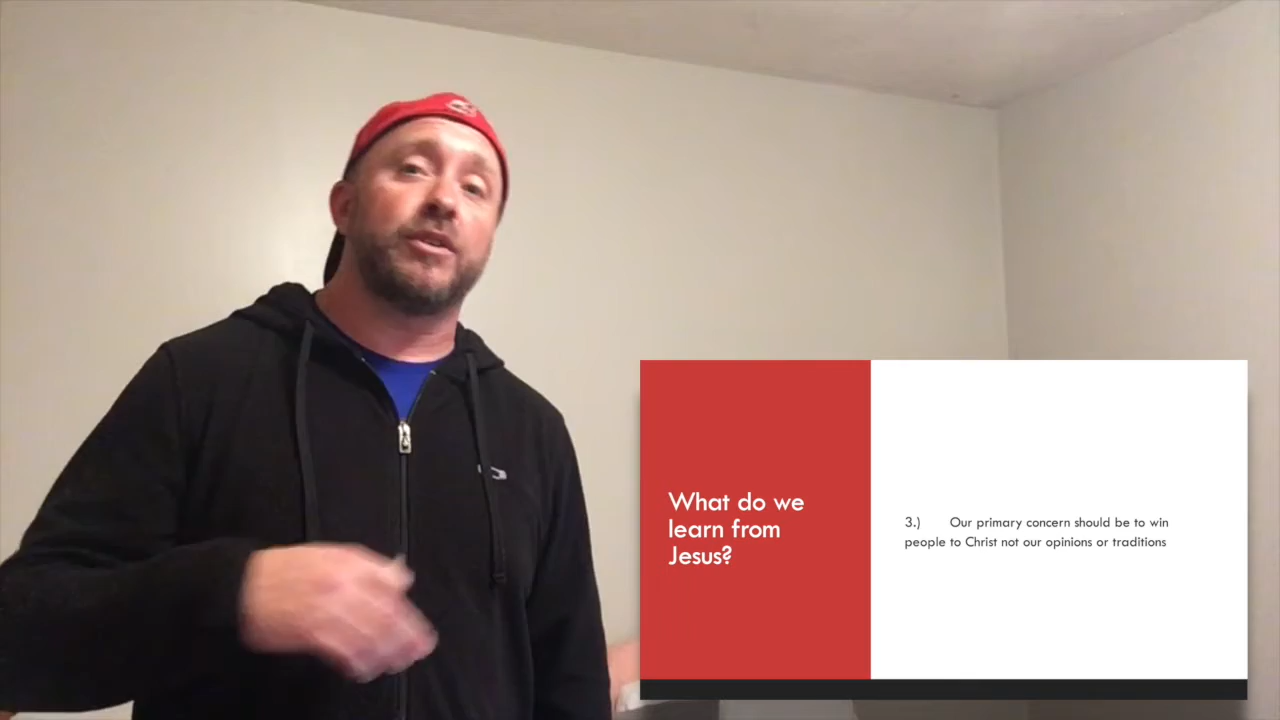 What do we
learn from
Jesus?
3.) Our primary concern should be to win
people to Christ not our opinions or traditions